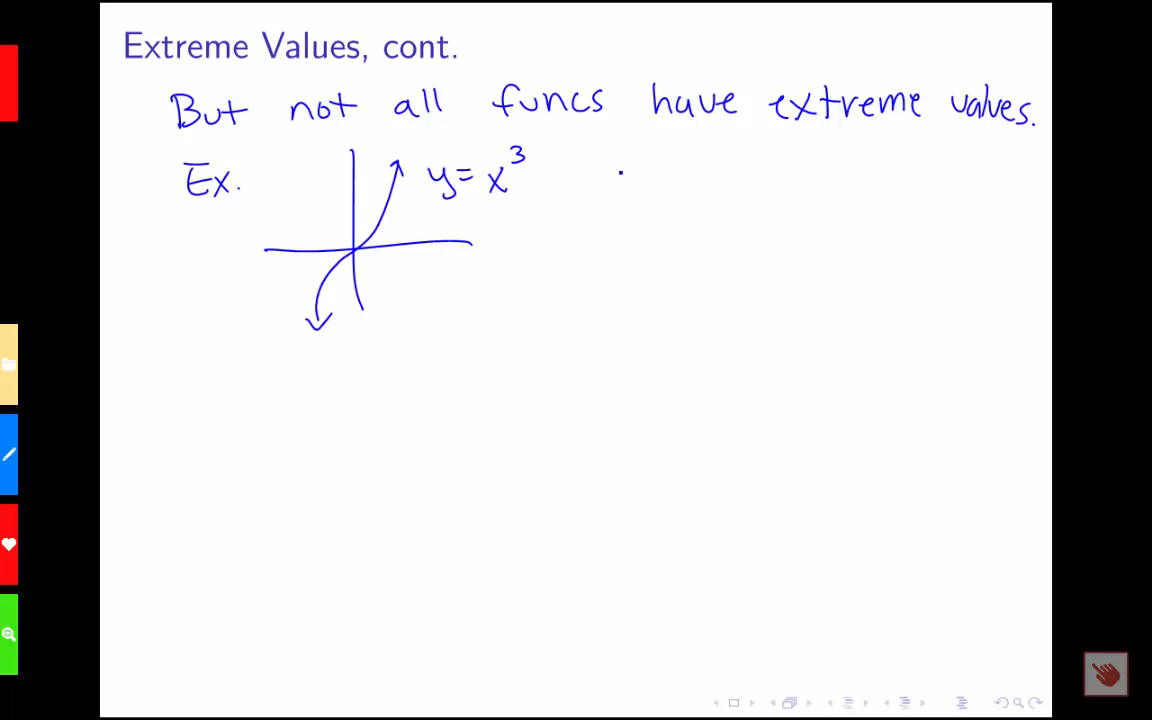 Extreme Values, cont.
But not all funcs have extreme values.
Ex. y = x³